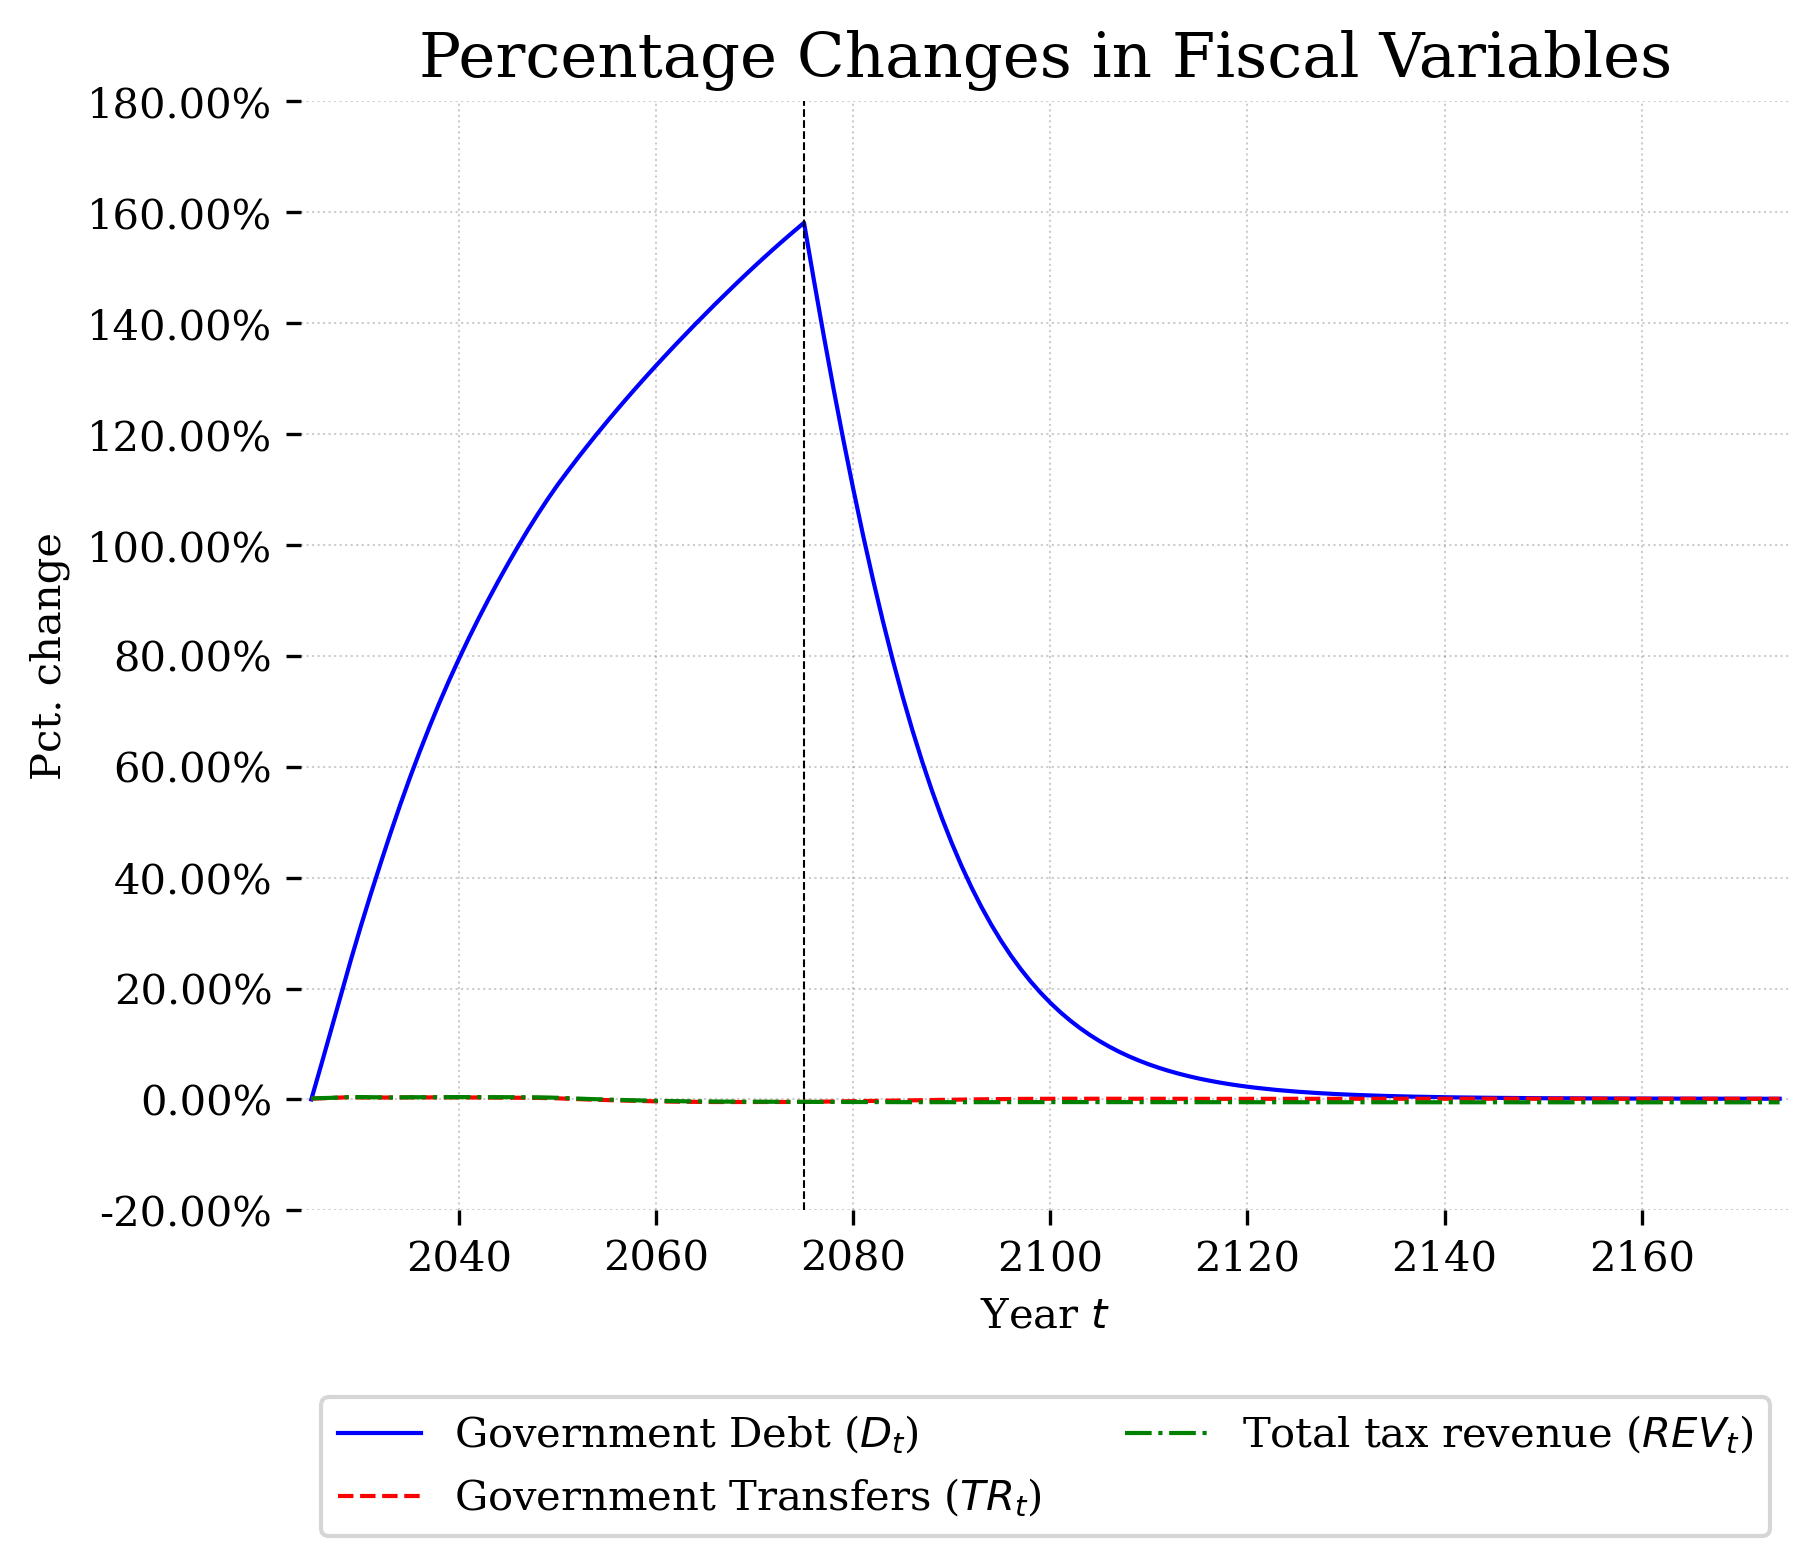 Percentage Changes in Fiscal Variables
180.00%
160.00%
140.00%
120.00%
100.00%
80.00%
60.00%
40.00%
20.00%
0.00%
-20.00%
Pct. change
2040 2060 2080 2100 2120 2140 2160
Year t
Government Debt (D_t)
Government Transfers (TR_t)
Total tax revenue (REV_t)